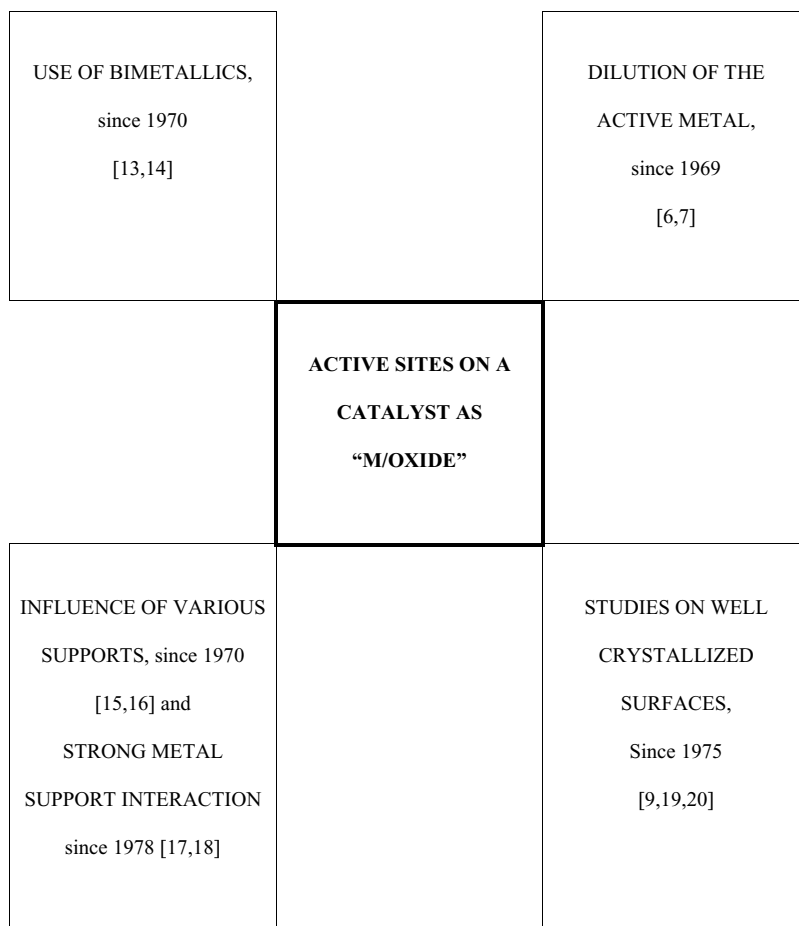 USE OF BIMETALLICS,
since 1970
[13,14]
DILUTION OF THE
ACTIVE METAL,
since 1969
[6,7]
ACTIVE SITES ON A
CATALYST AS
“M/OXIDE”
INFLUENCE OF VARIOUS
SUPPORTS, since 1970
[15,16] and
STRONG METAL
SUPPORT INTERACTION
since 1978 [17,18]
STUDIES ON WELL
CRYSTALLIZED
SURFACES,
Since 1975
[9,19,20]